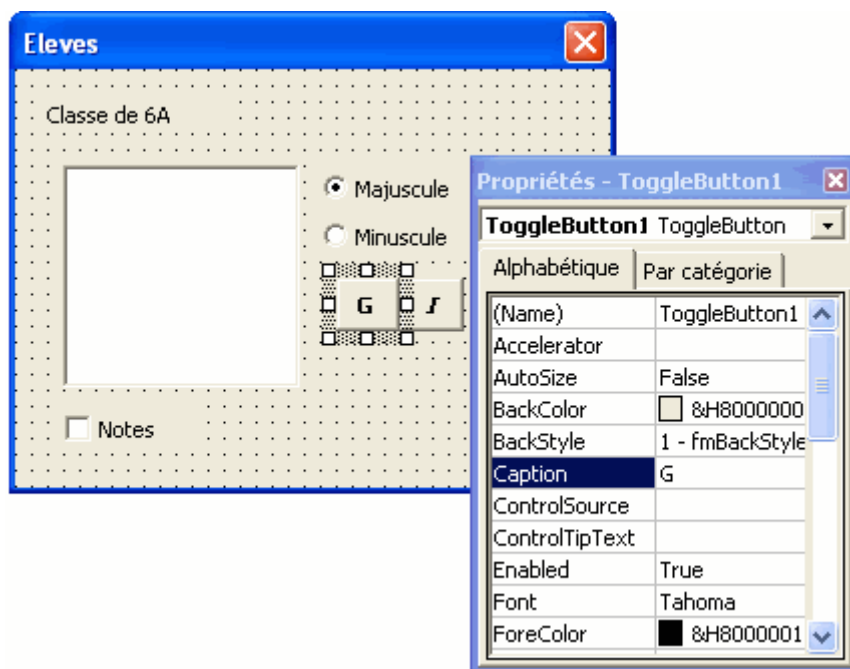 Eleves
Classe de 6A
Majuscule
Minuscule
G I
Notes
Propriétés - ToggleButton1
ToggleButton1 ToggleButton
Alphabétique Par catégorie
(Name) ToggleButton1
Accelerator
AutoSize False
BackColor &H8000000
BackStyle 1 - fmBackStyle
Caption G
ControlSource
ControlTipText
Enabled True
Font Tahoma
ForeColor &H8000001